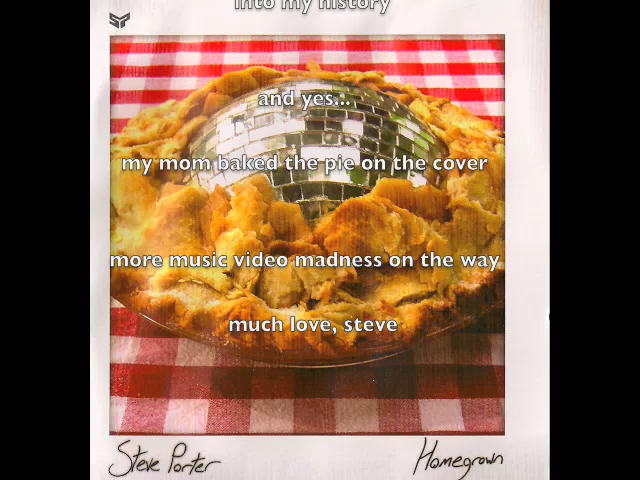 into my history
SP
and yes...
my mom baked the pie on the cover
more music video madness on the way
much love, steve
Steve Porter
Homegrown